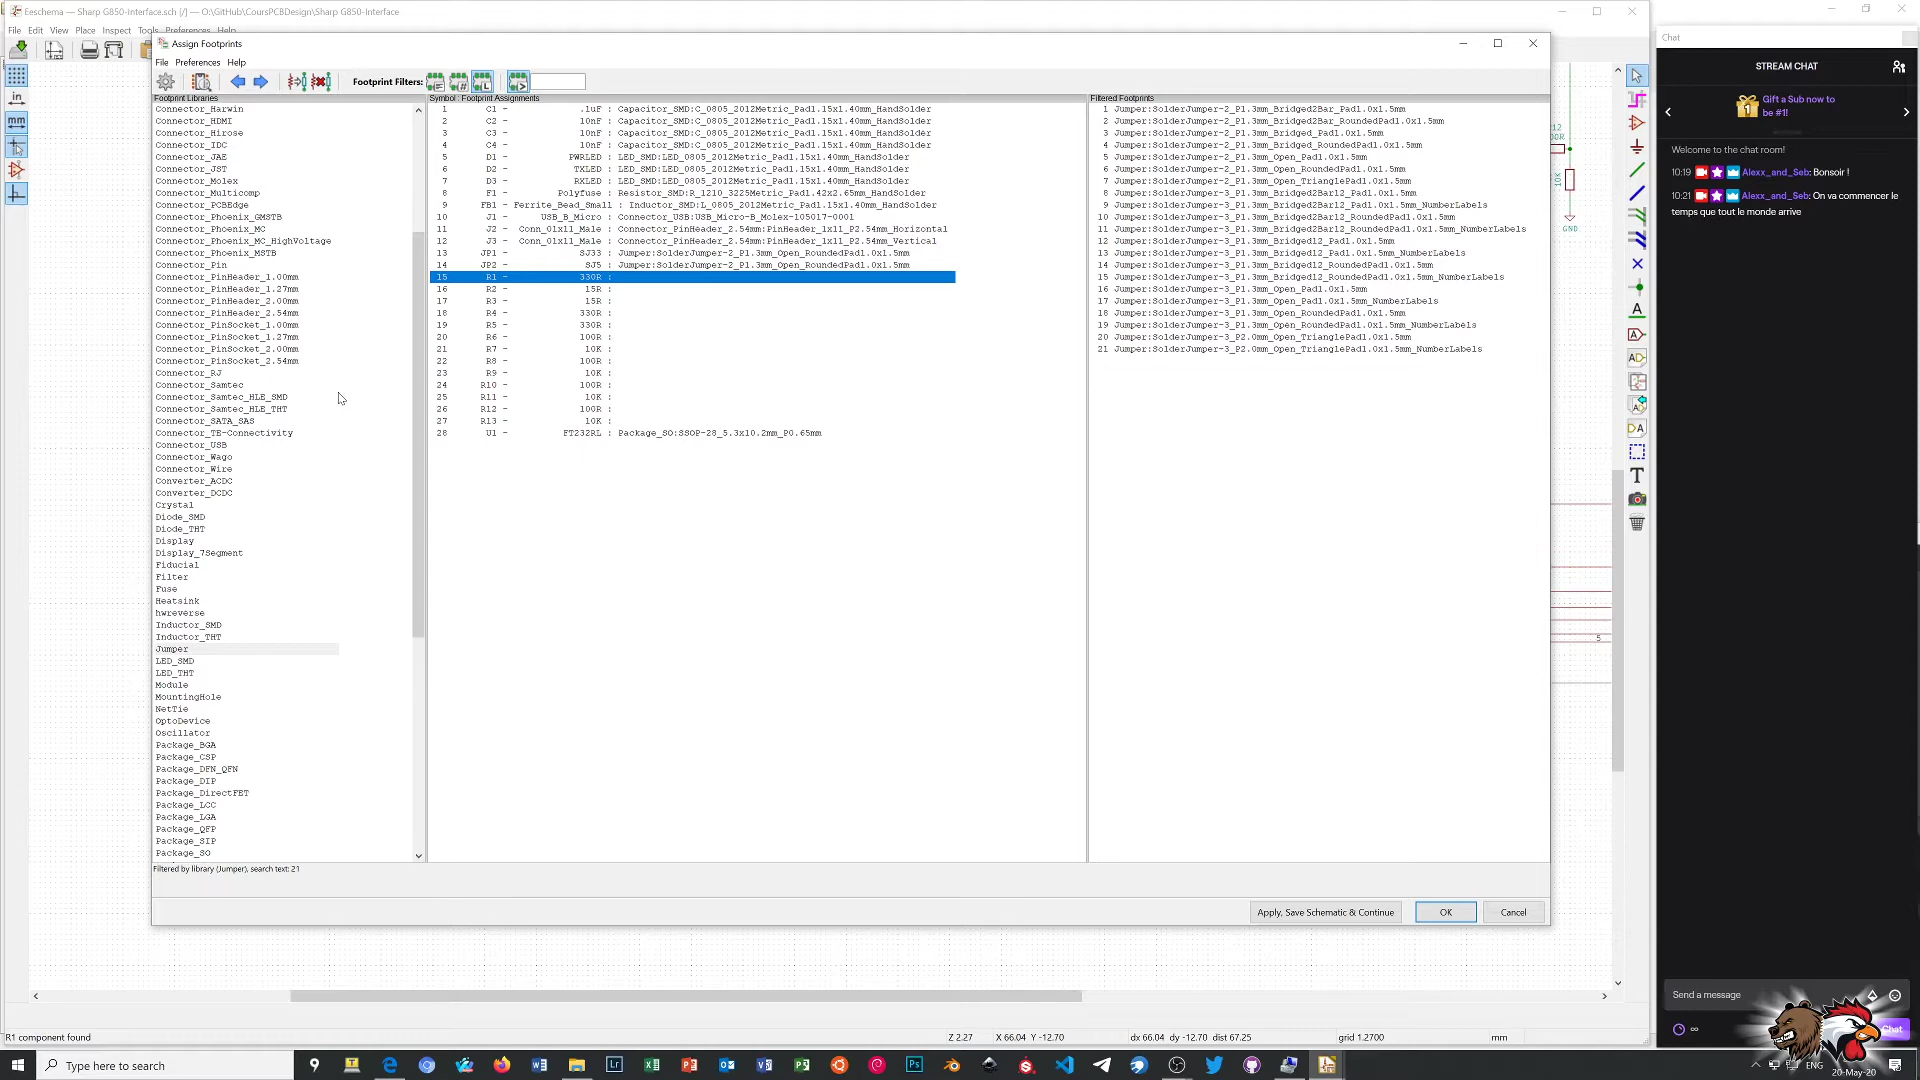 Eeschema — Sharp G850-Interface.sch [/] — O:\GitHub\CoursPCBDesign\Sharp G850-Interface
File Edit View Place Inspect Tools Preferences Help
Assign Footprints
File Preferences Help
Footprint Filters:
Footprint Libraries
Connector_Harwin
Connector_HDMI
Connector_Hirose
Connector_IDC
Connector_JAE
Connector_JST
Connector_Molex
Connector_Multicomp
Connector_PCBEdge
Connector_Phoenix_GMSTB
Connector_Phoenix_MC
Connector_Phoenix_MC_HighVoltage
Connector_Phoenix_MSTB
Connector_Pin
Connector_PinHeader_1.00mm
Connector_PinHeader_1.27mm
Connector_PinHeader_2.00mm
Connector_PinHeader_2.54mm
Connector_PinSocket_1.00mm
Connector_PinSocket_1.27mm
Connector_PinSocket_2.00mm
Connector_PinSocket_2.54mm
Connector_RJ
Connector_Samtec
Connector_Samtec_HLE_SMD
Connector_Samtec_HLE_THT
Connector_SATA_SAS
Connector_TE-Connectivity
Connector_USB
Connector_Wago
Connector_Wire
Converter_ACDC
Converter_DCDC
Crystal
Diode_SMD
Diode_THT
Display
Display_7Segment
Fiducial
Filter
Fuse
Heatsink
hwreverse
Inductor_SMD
Inductor_THT
Jumper
LED_SMD
LED_THT
Module
MountingHole
NetTie
OptoDevice
Oscillator
Package_BGA
Package_CSP
Package_DFN_QFN
Package_DIP
Package_DirectFET
Package_LCC
Package_LGA
Package_QFP
Package_SIP
Package_SO
Symbol : Footprint Assignments
1 C1 - .1uF : Capacitor_SMD:C_0805_2012Metric_Pad1.15x1.40mm_HandSolder
2 C2 - 10nF : Capacitor_SMD:C_0805_2012Metric_Pad1.15x1.40mm_HandSolder
3 C3 - 10nF : Capacitor_SMD:C_0805_2012Metric_Pad1.15x1.40mm_HandSolder
4 C4 - 10nF : Capacitor_SMD:C_0805_2012Metric_Pad1.15x1.40mm_HandSolder
5 D1 - PWRLED : LED_SMD:LED_0805_2012Metric_Pad1.15x1.40mm_HandSolder
6 D2 - TXLED : LED_SMD:LED_0805_2012Metric_Pad1.15x1.40mm_HandSolder
7 D3 - RXLED : LED_SMD:LED_0805_2012Metric_Pad1.15x1.40mm_HandSolder
8 F1 - Polyfuse : Resistor_SMD:R_1210_3225Metric_Pad1.42x2.65mm_HandSolder
9 FB1 - Ferrite_Bead_Small : Inductor_SMD:L_0805_2012Metric_Pad1.15x1.40mm_HandSolder
10 J1 - USB_B_Micro : Connector_USB:USB_Micro-B_Molex-105017-0001
11 J2 - Conn_01x11_Male : Connector_PinHeader_2.54mm:PinHeader_1x11_P2.54mm_Horizontal
12 J3 - Conn_01x11_Male : Connector_PinHeader_2.54mm:PinHeader_1x11_P2.54mm_Vertical
13 JP1 - SJ33 : Jumper:SolderJumper-2_P1.3mm_Open_RoundedPad1.0x1.5mm
14 JP2 - SJ5 : Jumper:SolderJumper-2_P1.3mm_Open_RoundedPad1.0x1.5mm
15 R1 - 330R :
16 R2 - 15R :
17 R3 - 15R :
18 R4 - 330R :
19 R5 - 330R :
20 R6 - 100R :
21 R7 - 10K :
22 R8 - 100R :
23 R9 - 10K :
24 R10 - 100R :
25 R11 - 10K :
26 R12 - 100R :
27 R13 - 10K :
28 U1 - FT232RL : Package_SO:SSOP-28_5.3x10.2mm_P0.65mm
Filtered Footprints
1 Jumper:SolderJumper-2_P1.3mm_Bridged2Bar_Pad1.0x1.5mm
2 Jumper:SolderJumper-2_P1.3mm_Bridged2Bar_RoundedPad1.0x1.5mm
3 Jumper:SolderJumper-2_P1.3mm_Bridged_Pad1.0x1.5mm
4 Jumper:SolderJumper-2_P1.3mm_Bridged_RoundedPad1.0x1.5mm
5 Jumper:SolderJumper-2_P1.3mm_Open_Pad1.0x1.5mm
6 Jumper:SolderJumper-2_P1.3mm_Open_RoundedPad1.0x1.5mm
7 Jumper:SolderJumper-2_P1.3mm_Open_TrianglePad1.0x1.5mm
8 Jumper:SolderJumper-3_P1.3mm_Bridged2Bar12_Pad1.0x1.5mm
9 Jumper:SolderJumper-3_P1.3mm_Bridged2Bar12_Pad1.0x1.5mm_NumberLabels
10 Jumper:SolderJumper-3_P1.3mm_Bridged2Bar12_RoundedPad1.0x1.5mm
11 Jumper:SolderJumper-3_P1.3mm_Bridged2Bar12_RoundedPad1.0x1.5mm_NumberLabels
12 Jumper:SolderJumper-3_P1.3mm_Bridged12_Pad1.0x1.5mm
13 Jumper:SolderJumper-3_P1.3mm_Bridged12_Pad1.0x1.5mm_NumberLabels
14 Jumper:SolderJumper-3_P1.3mm_Bridged12_RoundedPad1.0x1.5mm
15 Jumper:SolderJumper-3_P1.3mm_Bridged12_RoundedPad1.0x1.5mm_NumberLabels
16 Jumper:SolderJumper-3_P1.3mm_Open_Pad1.0x1.5mm
17 Jumper:SolderJumper-3_P1.3mm_Open_Pad1.0x1.5mm_NumberLabels
18 Jumper:SolderJumper-3_P1.3mm_Open_RoundedPad1.0x1.5mm
19 Jumper:SolderJumper-3_P1.3mm_Open_RoundedPad1.0x1.5mm_NumberLabels
20 Jumper:SolderJumper-3_P2.0mm_Open_TrianglePad1.0x1.5mm
21 Jumper:SolderJumper-3_P2.0mm_Open_TrianglePad1.0x1.5mm_NumberLabels
Filtered by library (Jumper), search text: 21
Apply, Save Schematic & Continue OK Cancel
GND
5
R1 component found
Z 2.27 X 66.04 Y -12.70 dx 66.04 dy -12.70 dist 67.25 grid 1.2700 mm
Type here to search
Chat
STREAM CHAT
Gift a Sub now to
be #1!
Welcome to the chat room!
10:19 Alexx_and_Seb: Bonsoir !
10:21 Alexx_and_Seb: On va commencer le
temps que tout le monde arrive
Send a message
Chat
ENG
20-May-20